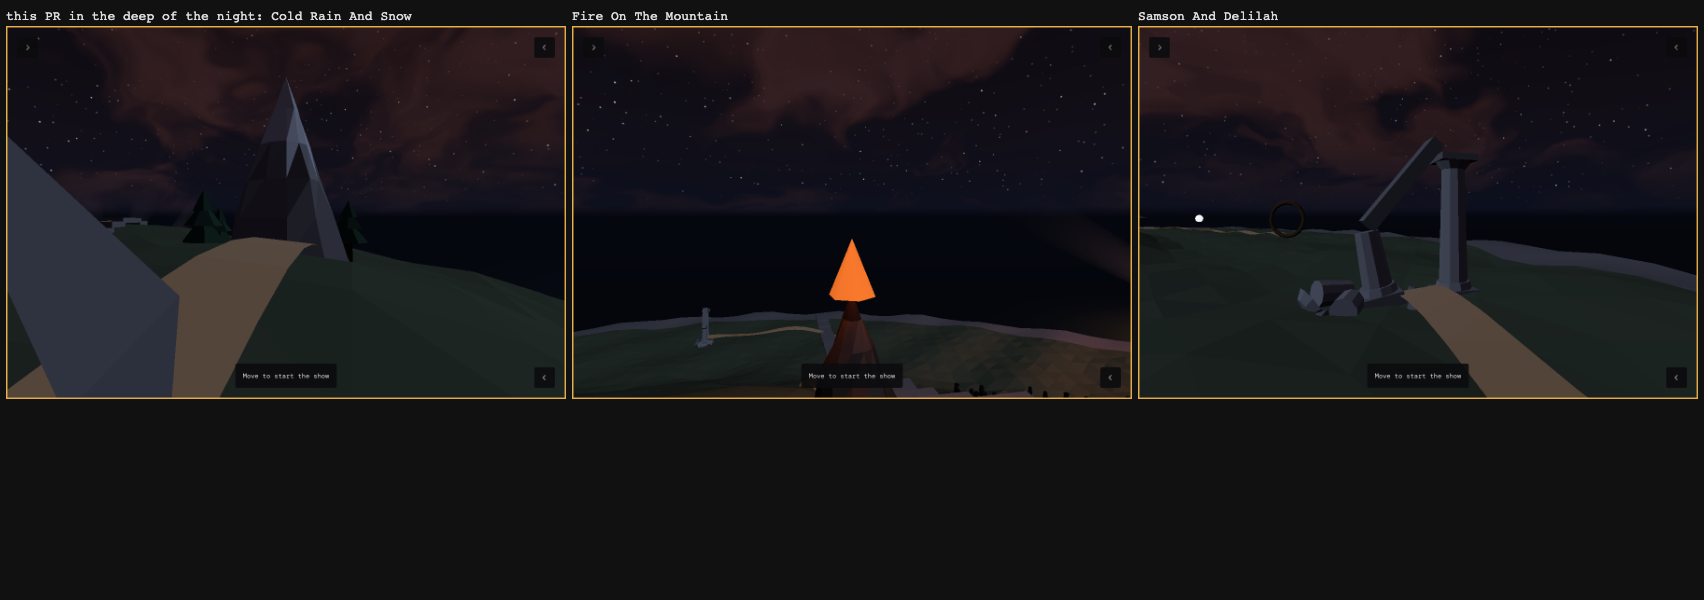 this PR in the deep of the night: Cold Rain And Snow
Fire On The Mountain
Samson And Delilah
Move to start the show
Move to start the show
Move to start the show